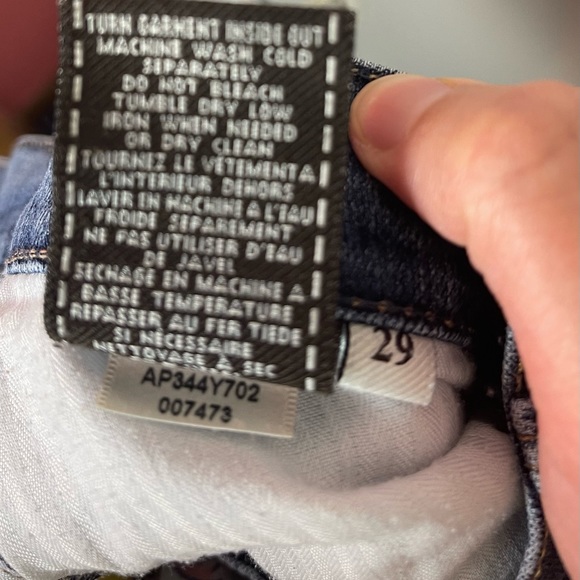 TURN GARMENT INSIDE OUT
MACHINE WASH COLD
SEPARATELY
DO NOT BLEACH
TUMBLE DRY LOW
IRON WHEN NEEDED
OR DRY CLEAN
TOURNEZ LE VÉTEMENT A
L'INTERIEUR DEHORS
LAVER EN MACHINE A L'EAU
FROIDE SEPAREMENT
NE PAS UTILISER D'EAU
DE JAVEL
SECHAGE EN MACHINE A
BASSE TEMPERATURE
REPASSER AU FER TIEDE
SI NECESSAIRE
NETTOYAGE A SEC
29
AP344Y702
007473